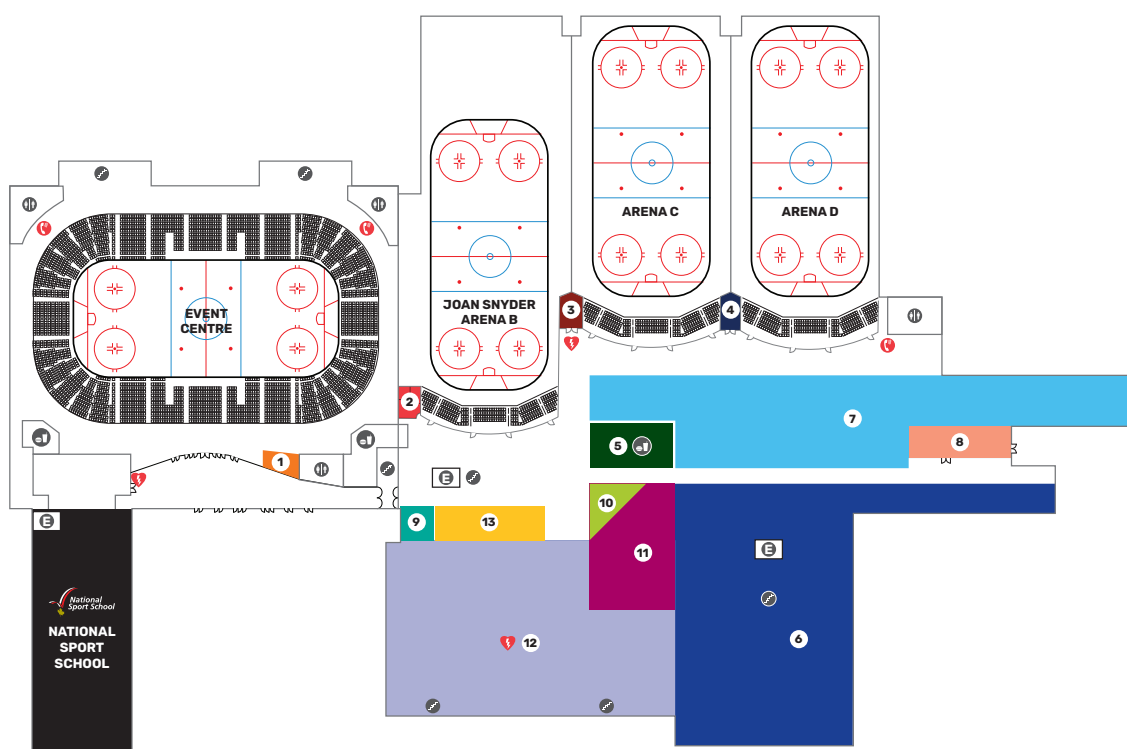 ARENA C
ARENA D
EVENT
CENTRE
JOAN SNYDER
ARENA B
3
4
2
7
5
8
1
E
10
9
13
E
11
E
12
6
National
Sport School
NATIONAL
SPORT
SCHOOL